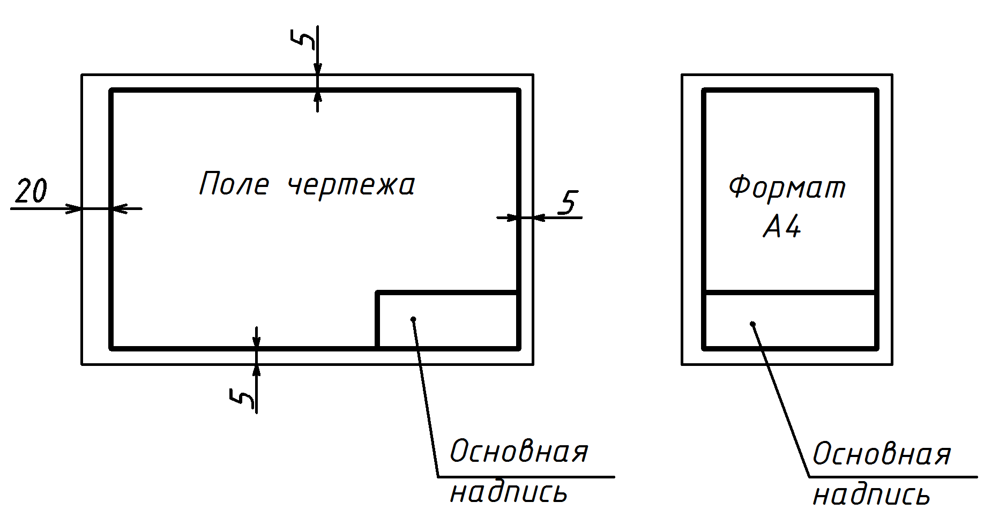 5
20
Поле чертежа
5
5
Основная
надпись
Формат
А4
Основная
надпись